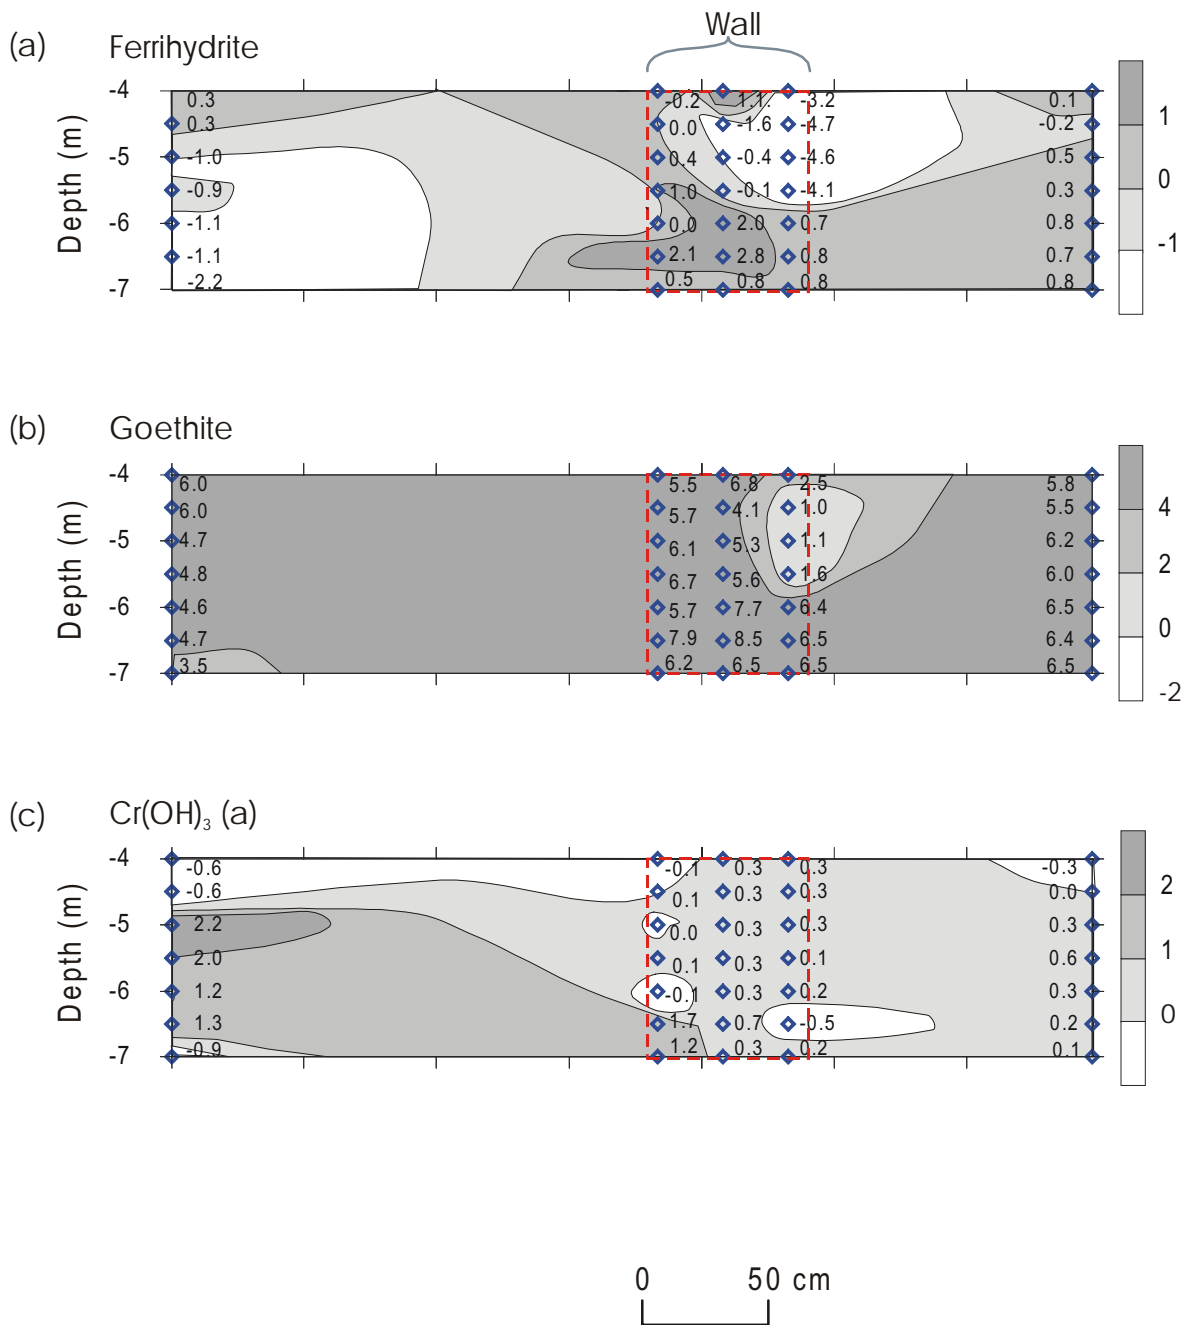 Wall
(a) Ferrihydrite
Depth (m)
-4 0.3 -0.2 1.1 -3.2 0.1
0.3 0.0 -1.6 -4.7 -0.2
-5 -1.0 0.4 -0.4 -4.6 0.5
-0.9 1.0 -0.1 -4.1 0.3
-6 -1.1 0.0 2.0 0.7 0.8
-1.1 2.1 2.8 0.8 0.7
-7 -2.2 0.5 0.8 0.8 0.8
1
0
-1
(b) Goethite
Depth (m)
-4 6.0 5.5 6.8 2.5 5.8
6.0 5.7 4.1 1.0 5.5
-5 4.7 6.1 5.3 1.1 6.2
4.8 6.7 5.6 1.6 6.0
-6 4.6 5.7 7.7 6.4 6.5
4.7 7.9 8.5 6.5 6.4
-7 3.5 6.2 6.5 6.5 6.5
4
2
0
-2
(c) Cr(OH)₃ (a)
Depth (m)
-4 -0.6 -0.1 0.3 0.3 -0.3
-0.6 0.1 0.3 0.3 0.0
-5 2.2 0.0 0.3 0.3 0.3
2.0 0.1 0.3 0.1 0.6
-6 1.2 -0.1 0.3 0.2 0.3
1.3 1.7 0.7 -0.5 0.2
-7 -0.9 1.2 0.3 0.2 0.1
2
1
0
0 50 cm